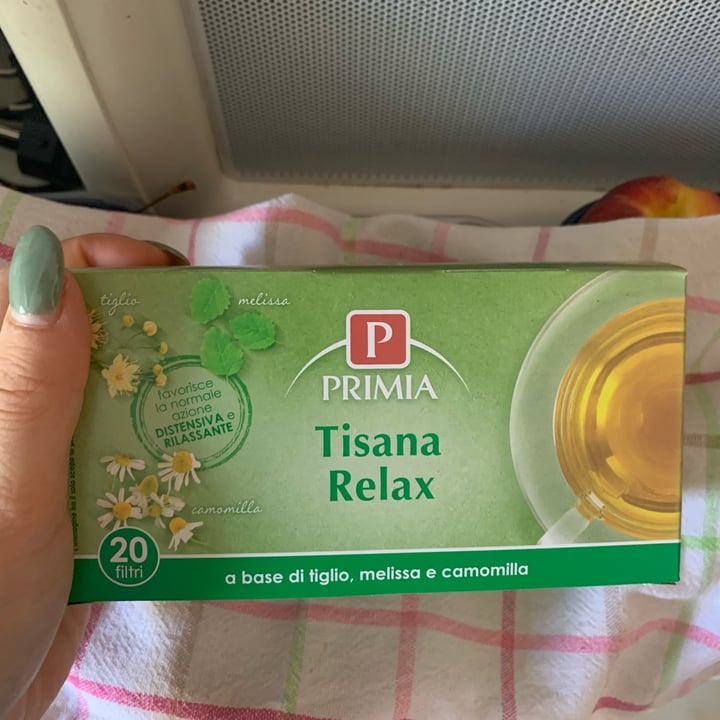 tiglio
melissa
favorisce
la normale
azione
DISTENSIVA e
RILASSANTE
P
PRIMIA
Tisana
Relax
camomilla
20
filtri
a base di tiglio, melissa e camomilla